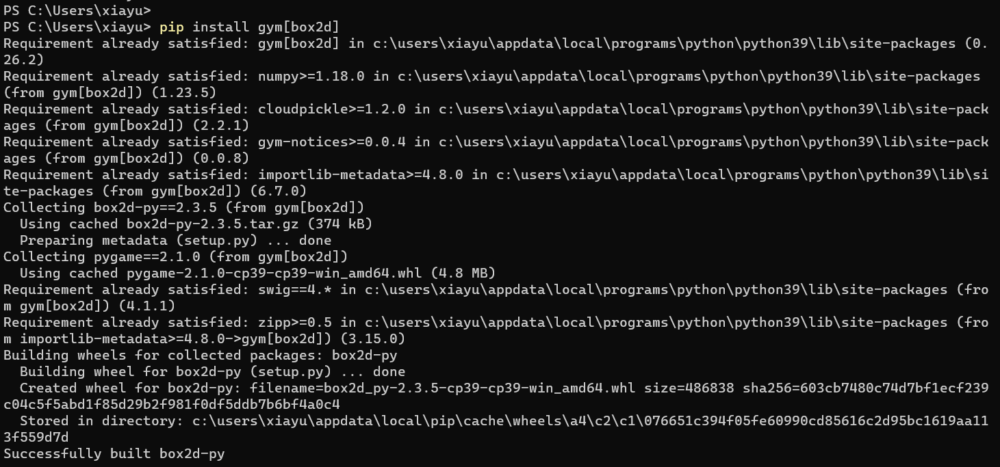 PS C:\Users\xiayu>
PS C:\Users\xiayu> pip install gym[box2d]
Requirement already satisfied: gym[box2d] in c:\users\xiayu\appdata\local\programs\python\python39\lib\site-packages (0.
26.2)
Requirement already satisfied: numpy>=1.18.0 in c:\users\xiayu\appdata\local\programs\python\python39\lib\site-packages
(from gym[box2d]) (1.23.5)
Requirement already satisfied: cloudpickle>=1.2.0 in c:\users\xiayu\appdata\local\programs\python\python39\lib\site-pack
ages (from gym[box2d]) (2.2.1)
Requirement already satisfied: gym-notices>=0.0.4 in c:\users\xiayu\appdata\local\programs\python\python39\lib\site-pack
ages (from gym[box2d]) (0.0.8)
Requirement already satisfied: importlib-metadata>=4.8.0 in c:\users\xiayu\appdata\local\programs\python\python39\lib\si
te-packages (from gym[box2d]) (6.7.0)
Collecting box2d-py==2.3.5 (from gym[box2d])
  Using cached box2d-py-2.3.5.tar.gz (374 kB)
  Preparing metadata (setup.py) ... done
Collecting pygame==2.1.0 (from gym[box2d])
  Using cached pygame-2.1.0-cp39-cp39-win_amd64.whl (4.8 MB)
Requirement already satisfied: swig==4.* in c:\users\xiayu\appdata\local\programs\python\python39\lib\site-packages (fro
m gym[box2d]) (4.1.1)
Requirement already satisfied: zipp>=0.5 in c:\users\xiayu\appdata\local\programs\python\python39\lib\site-packages (fro
m importlib-metadata>=4.8.0->gym[box2d]) (3.15.0)
Building wheels for collected packages: box2d-py
  Building wheel for box2d-py (setup.py) ... done
  Created wheel for box2d-py: filename=box2d_py-2.3.5-cp39-cp39-win_amd64.whl size=486838 sha256=603cb7480c74d7bf1ecf239
c04c5f5abd1f85d29b2f981f0df5ddb7b6bf4a0c4
  Stored in directory: c:\users\xiayu\appdata\local\pip\cache\wheels\a4\c2\c1\076651c394f05fe60990cd85616c2d95bc1619aa11
3f559d7d
Successfully built box2d-py